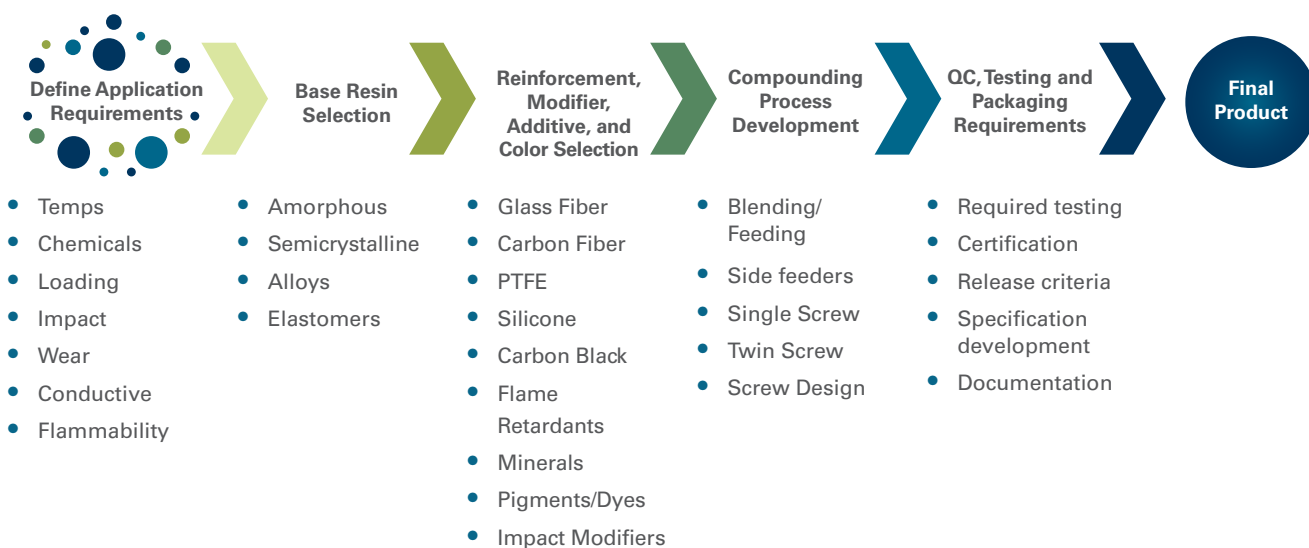 Define Application
Requirements
Base Resin
Selection
Reinforcement,
Modifier,
Additive, and
Color Selection
Compounding
Process
Development
QC, Testing and
Packaging
Requirements
Final
Product
• Temps
• Chemicals
• Loading
• Impact
• Wear
• Conductive
• Flammability
• Amorphous
• Semicrystalline
• Alloys
• Elastomers
• Glass Fiber
• Carbon Fiber
• PTFE
• Silicone
• Carbon Black
• Flame
Retardants
• Minerals
• Pigments/Dyes
• Impact Modifiers
• Blending/
Feeding
• Side feeders
• Single Screw
• Twin Screw
• Screw Design
• Required testing
• Certification
• Release criteria
• Specification
development
• Documentation